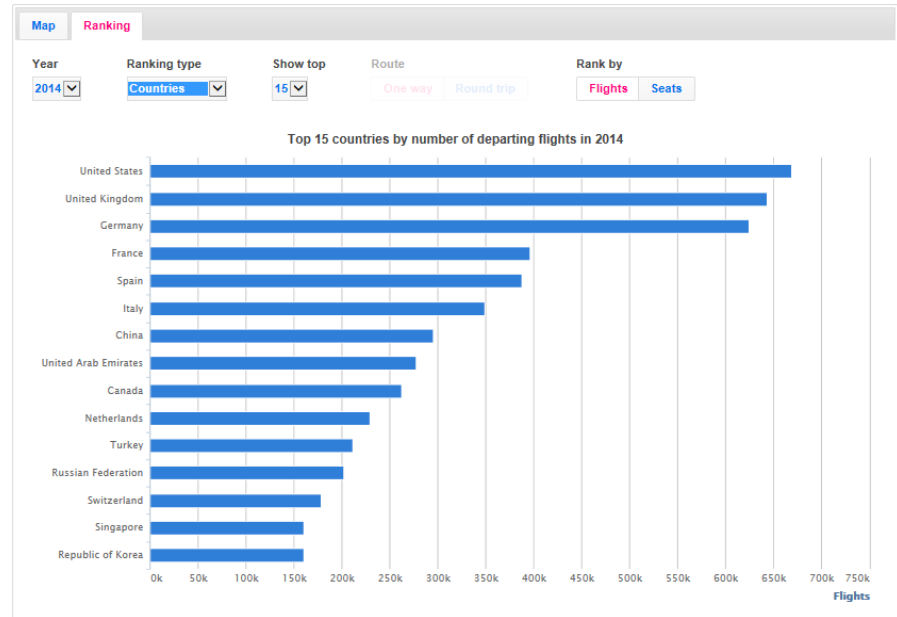 Map Ranking
Year Ranking type Show top Route Rank by
2014 Countries 15 One way Round trip Flights Seats
Top 15 countries by number of departing flights in 2014
United States
United Kingdom
Germany
France
Spain
Italy
China
United Arab Emirates
Canada
Netherlands
Turkey
Russian Federation
Switzerland
Singapore
Republic of Korea
0k 50k 100k 150k 200k 250k 300k 350k 400k 450k 500k 550k 600k 650k 700k 750k
Flights